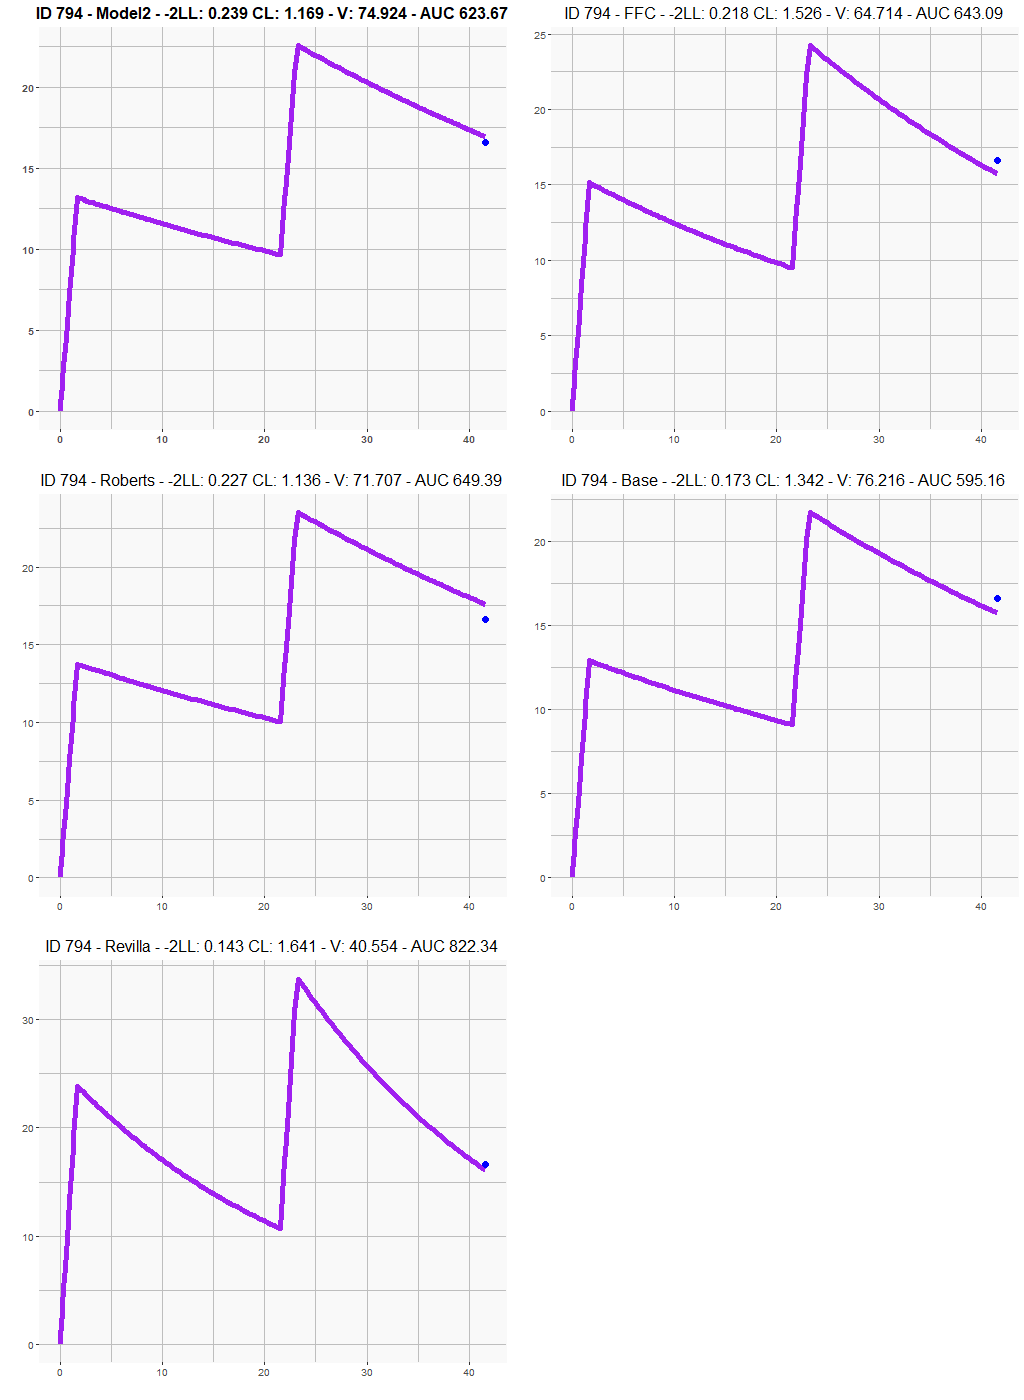 ID 794 - Model2 - -2LL: 0.239 CL: 1.169 - V: 74.924 - AUC 623.67
20
15
10
5
0
0 10 20 30 40
ID 794 - FFC - -2LL: 0.218 CL: 1.526 - V: 64.714 - AUC 643.09
25
20
15
10
5
0
0 10 20 30 40
ID 794 - Roberts - -2LL: 0.227 CL: 1.136 - V: 71.707 - AUC 649.39
20
15
10
5
0
0 10 20 30 40
ID 794 - Base - -2LL: 0.173 CL: 1.342 - V: 76.216 - AUC 595.16
20
15
10
5
0
0 10 20 30 40
ID 794 - Revilla - -2LL: 0.143 CL: 1.641 - V: 40.554 - AUC 822.34
30
20
10
0
0 10 20 30 40